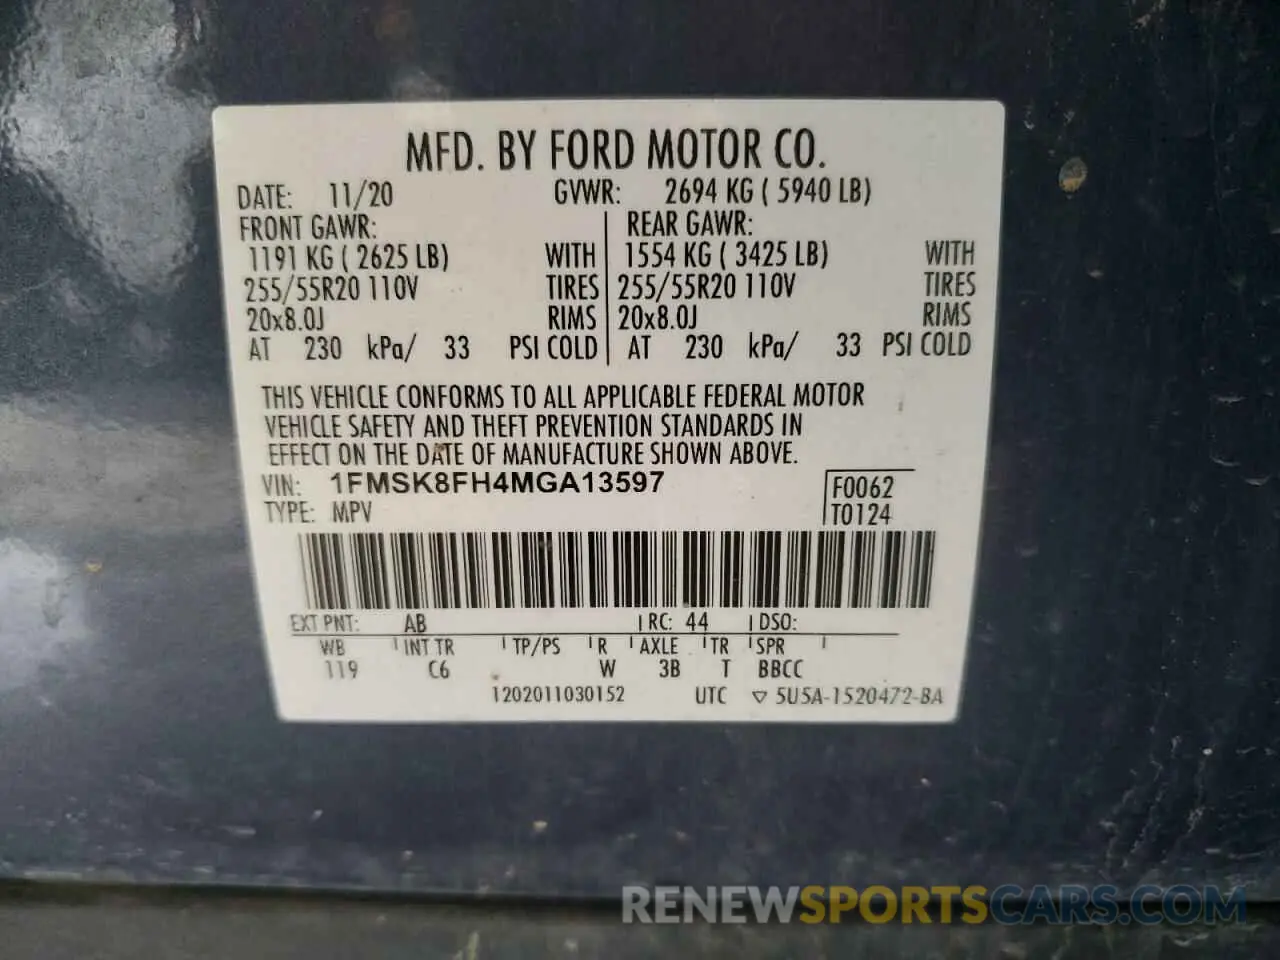 MFD. BY FORD MOTOR CO.
DATE: 11/20 GVWR: 2694 KG ( 5940 LB)
FRONT GAWR: REAR GAWR:
1191 KG ( 2625 LB) WITH 1554 KG ( 3425 LB) WITH
255/55R20 110V TIRES 255/55R20 110V TIRES
20x8.0J RIMS 20x8.0J RIMS
AT 230 kPa/ 33 PSI COLD AT 230 kPa/ 33 PSI COLD
THIS VEHICLE CONFORMS TO ALL APPLICABLE FEDERAL MOTOR
VEHICLE SAFETY AND THEFT PREVENTION STANDARDS IN
EFFECT ON THE DATE OF MANUFACTURE SHOWN ABOVE.
VIN: 1FMSK8FH4MGA13597 F0062
TYPE: MPV T0124
EXT PNT: AB RC: 44 DSO:
WB INT TR TP/PS R AXLE TR SPR
119 C6 W 3B T BBCC
1202011030152 UTC ▽ 5U5A-1520472-BA
RENEWSPORTSCARS.COM